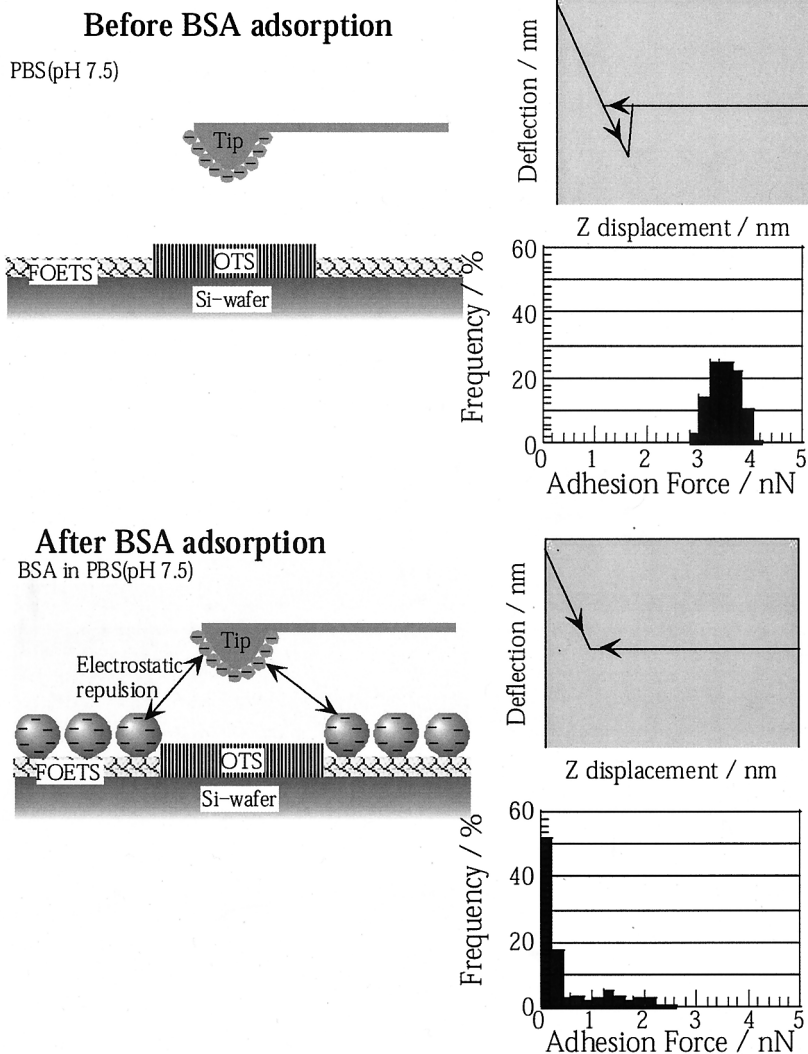 Before BSA adsorption
PBS(pH 7.5)
Tip
FOETS
OTS
Si-wafer
Deflection / nm
Z displacement / nm
Frequency / %
60
40
20
0
0 1 2 3 4 5
Adhesion Force / nN
After BSA adsorption
BSA in PBS(pH 7.5)
Tip
Electrostatic
repulsion
FOETS
OTS
Si-wafer
Deflection / nm
Z displacement / nm
Frequency / %
60
40
20
0
0 1 2 3 4 5
Adhesion Force / nN